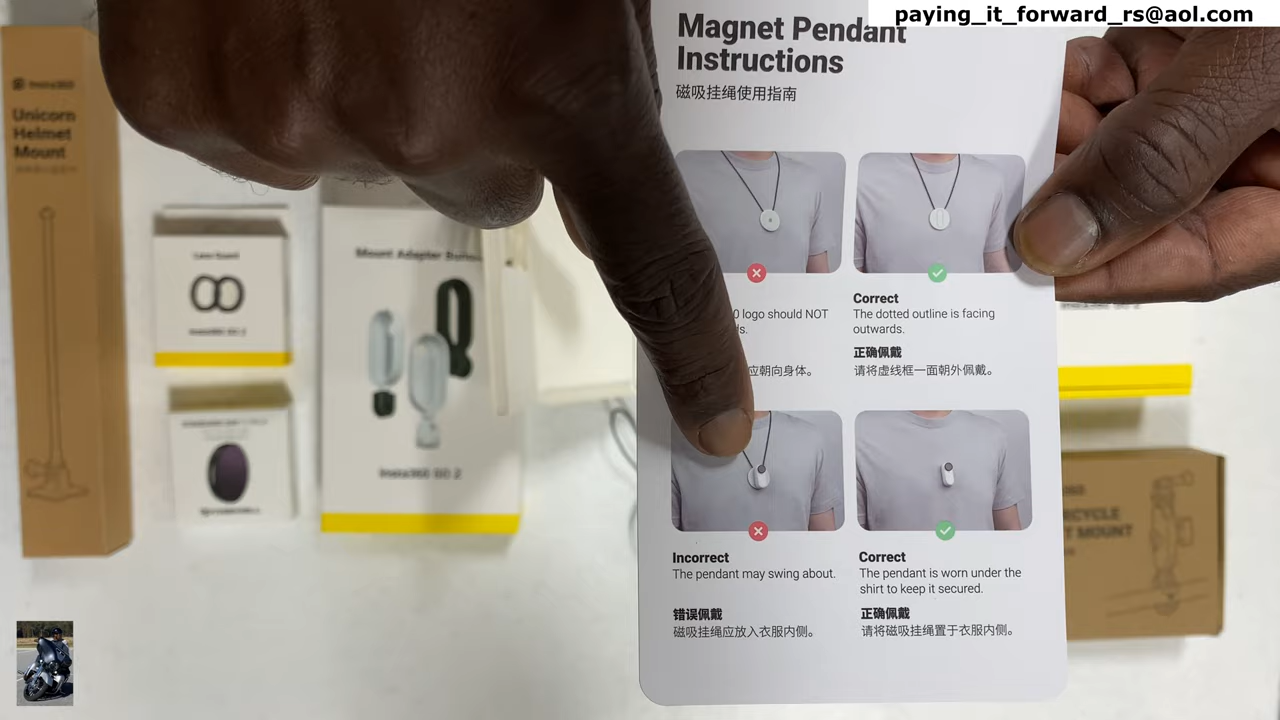 paying_it_forward_rs@aol.com
Magnet Pendant
Instructions
磁吸挂绳使用指南
Correct
The dotted outline is facing
outwards.
正确佩戴
请将虚线框一面朝外佩戴。
0 logo should NOT
应朝向身体。
Incorrect
The pendant may swing about.
错误佩戴
磁吸挂绳应放入衣服内侧。
Correct
The pendant is worn under the
shirt to keep it secured.
正确佩戴
请将磁吸挂绳置于衣服内侧。
Insta360
Unicorn
Helmet
Mount
Lens Guard
Insta360 GO 2
Mount Adapter
Insta360 GO 2